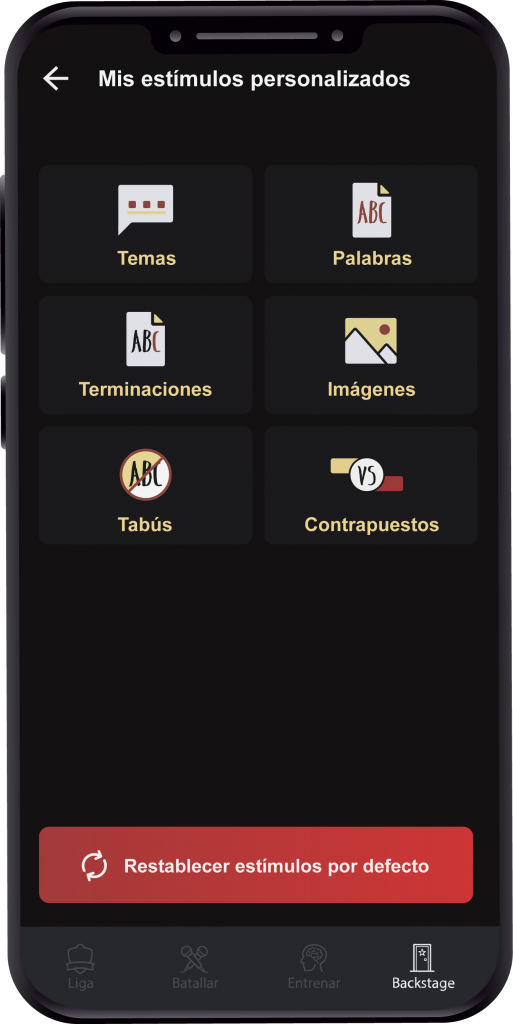 Mis estímulos personalizados
Temas
ABC
Palabras
ABC
Terminaciones
Imágenes
ABC
Tabús
VS
Contrapuestos
Restablecer estímulos por defecto
Liga
Batallar
Entrenar
Backstage